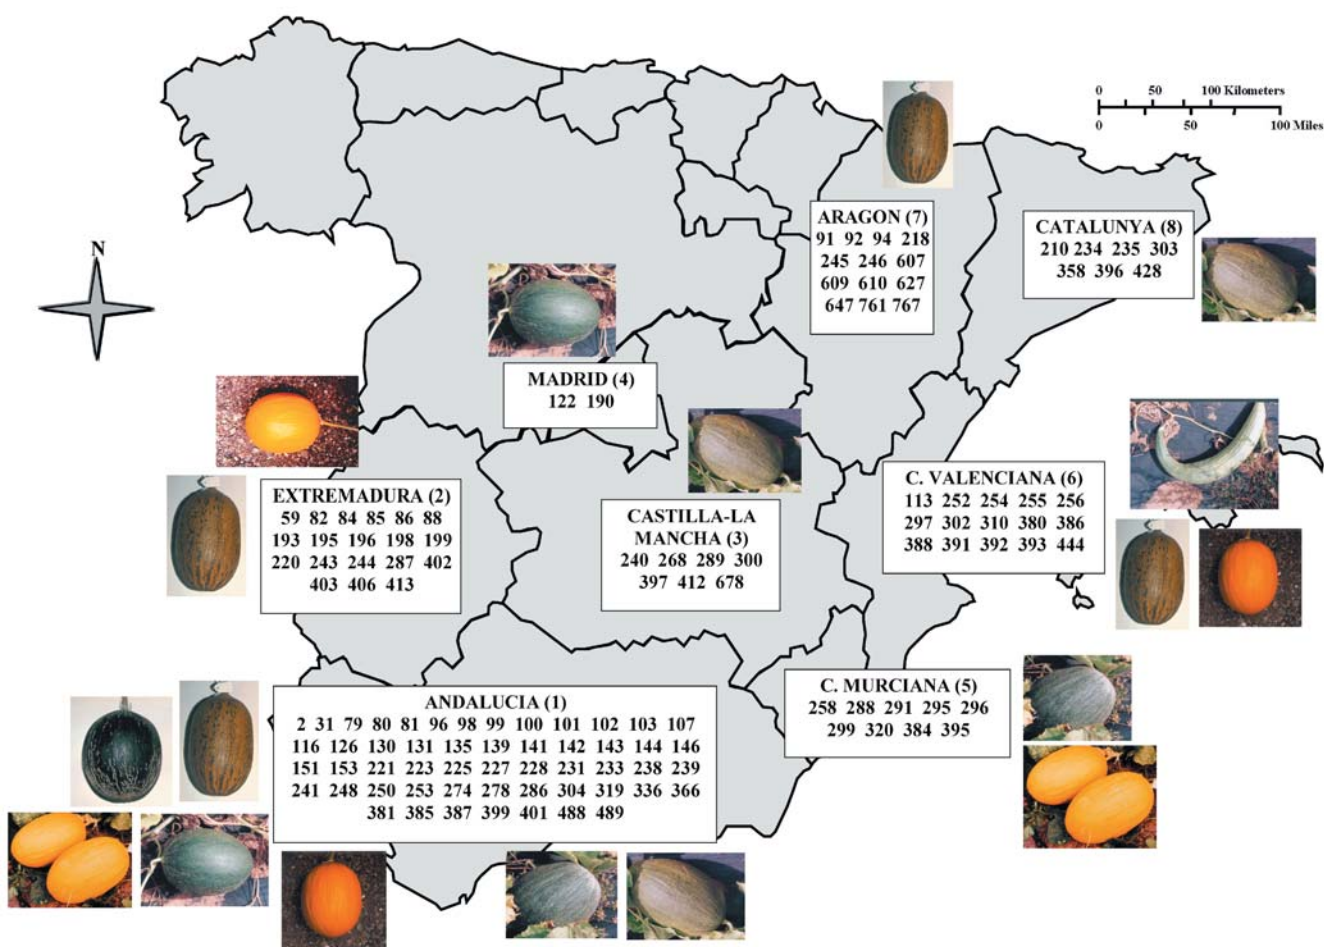 0 50 100 Kilometers
0 50 100 Miles
N
ARAGON (7)
91 92 94 218
245 246 607
609 610 627
647 761 767
CATALUNYA (8)
210 234 235 303
358 396 428
MADRID (4)
122 190
EXTREMADURA (2)
59 82 84 85 86 88
193 195 196 198 199
220 243 244 287 402
403 406 413
CASTILLA-LA
MANCHA (3)
240 268 289 300
397 412 678
C. VALENCIANA (6)
113 252 254 255 256
297 302 310 380 386
388 391 392 393 444
C. MURCIANA (5)
258 288 291 295 296
299 320 384 395
ANDALUCIA (1)
2 31 79 80 81 96 98 99 100 101 102 103 107
116 126 130 131 135 139 141 142 143 144 146
151 153 221 223 225 227 228 231 233 238 239
241 248 250 253 274 278 286 304 319 336 366
381 385 387 399 401 488 489